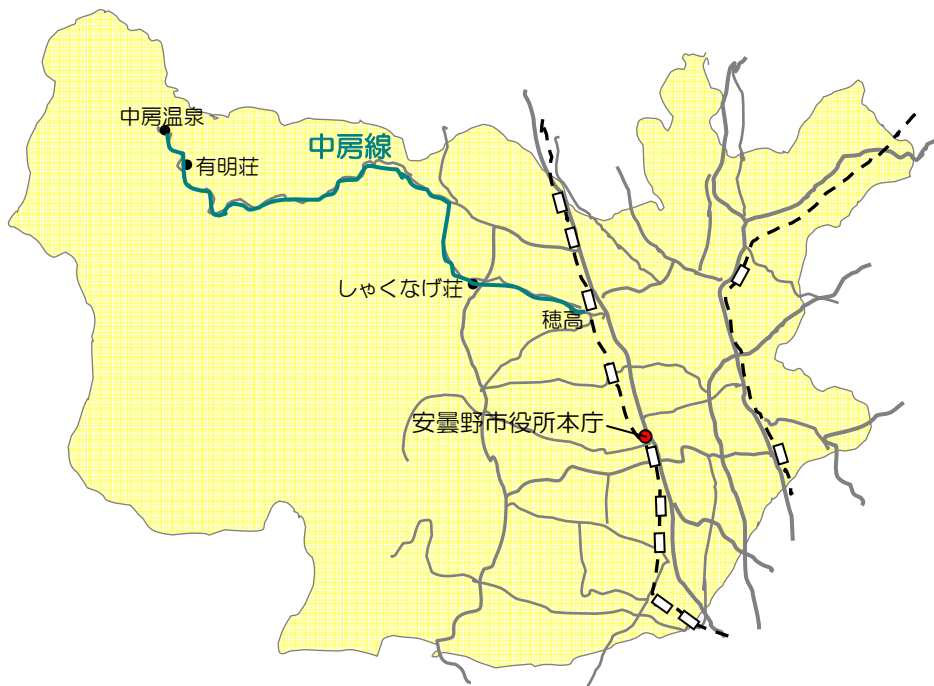 中房温泉
中房線
有明荘
しゃくなげ荘
穂高
安曇野市役所本庁